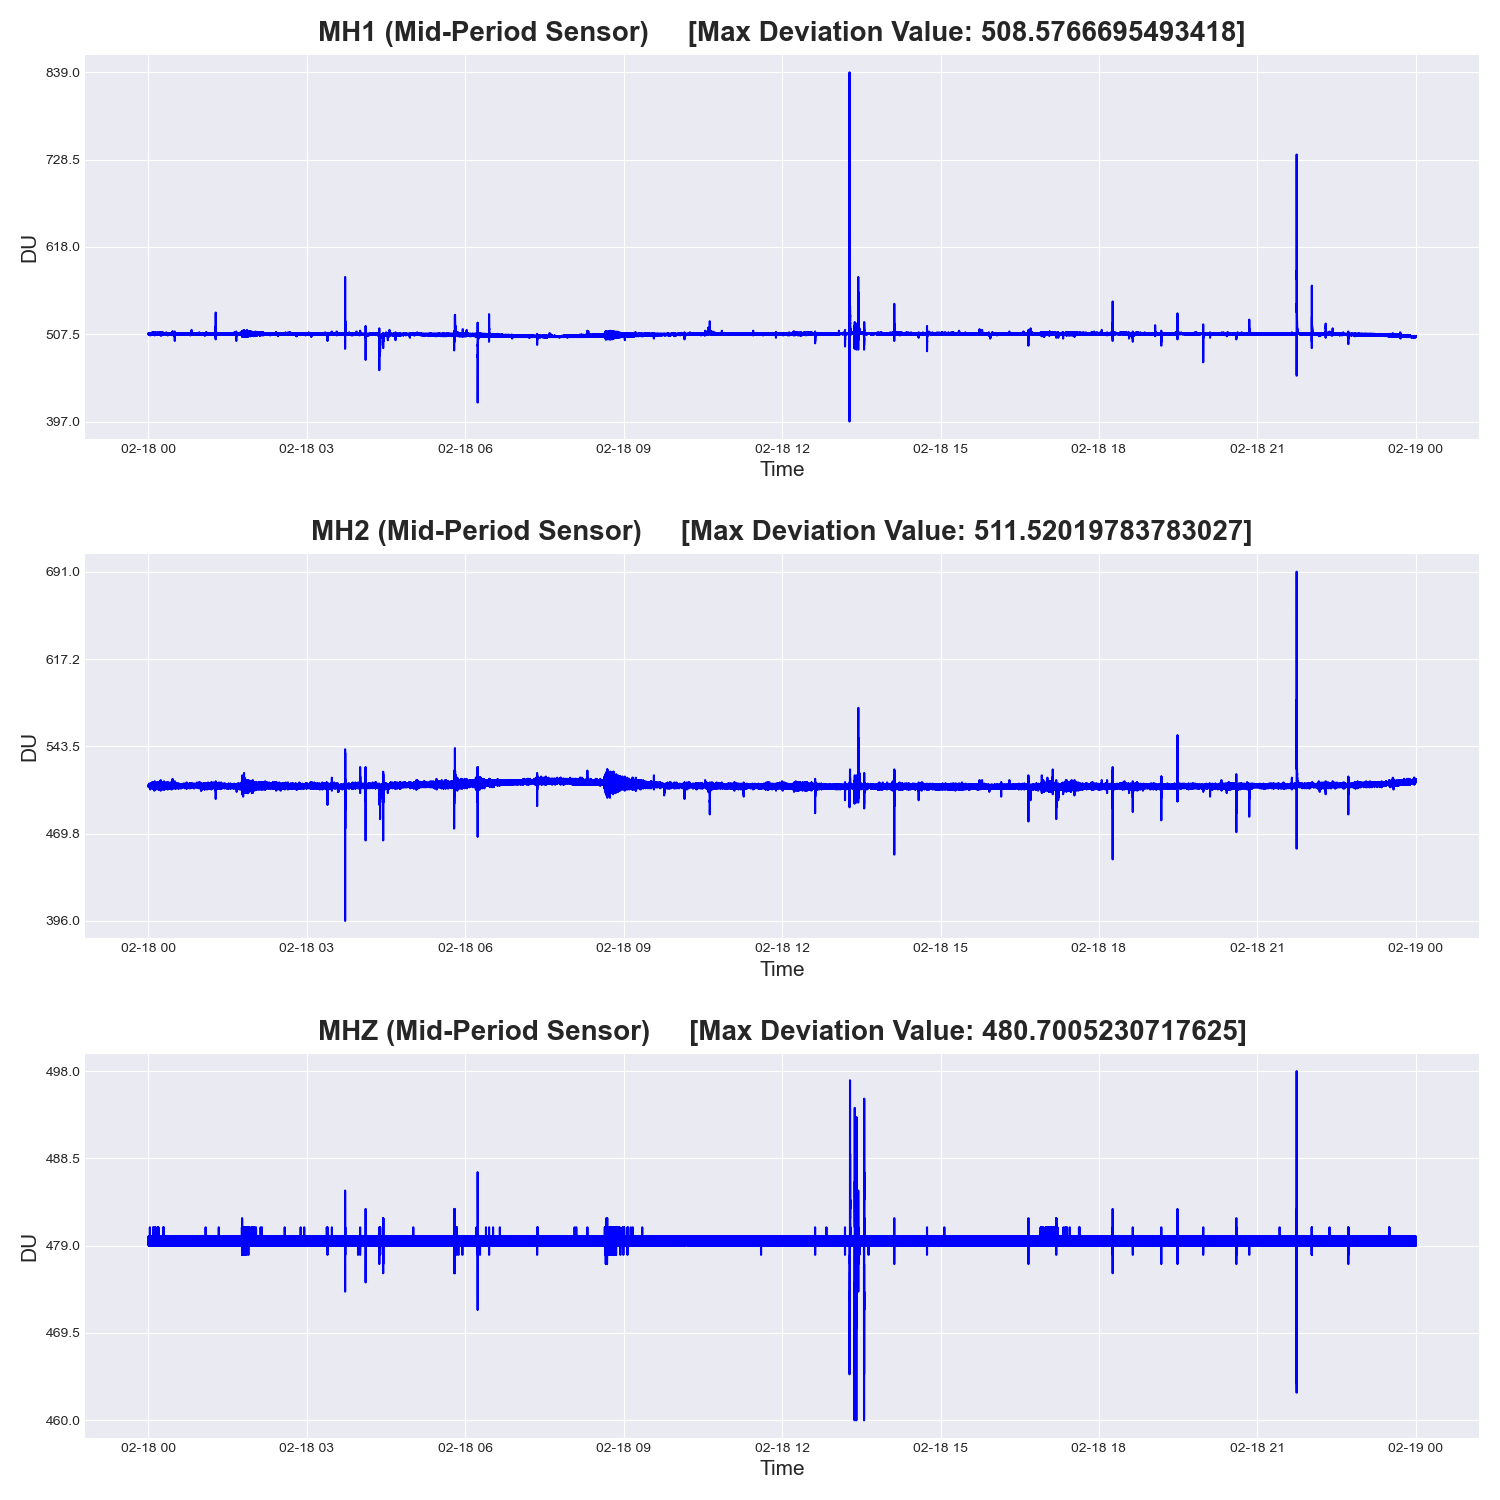 MH1 (Mid-Period Sensor) [Max Deviation Value: 508.5766695493418]
839.0
728.5
618.0
507.5
397.0
DU
02-18 00 02-18 03 02-18 06 02-18 09 02-18 12 02-18 15 02-18 18 02-18 21 02-19 00
Time
MH2 (Mid-Period Sensor) [Max Deviation Value: 511.52019783783027]
691.0
617.2
543.5
469.8
396.0
DU
02-18 00 02-18 03 02-18 06 02-18 09 02-18 12 02-18 15 02-18 18 02-18 21 02-19 00
Time
MHZ (Mid-Period Sensor) [Max Deviation Value: 480.7005230717625]
498.0
488.5
479.0
469.5
460.0
DU
02-18 00 02-18 03 02-18 06 02-18 09 02-18 12 02-18 15 02-18 18 02-18 21 02-19 00
Time